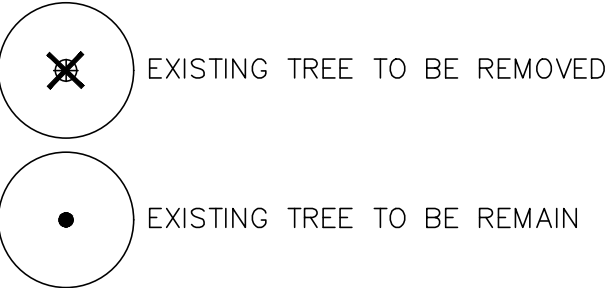 EXISTING TREE TO BE REMOVED
EXISTING TREE TO BE REMAIN